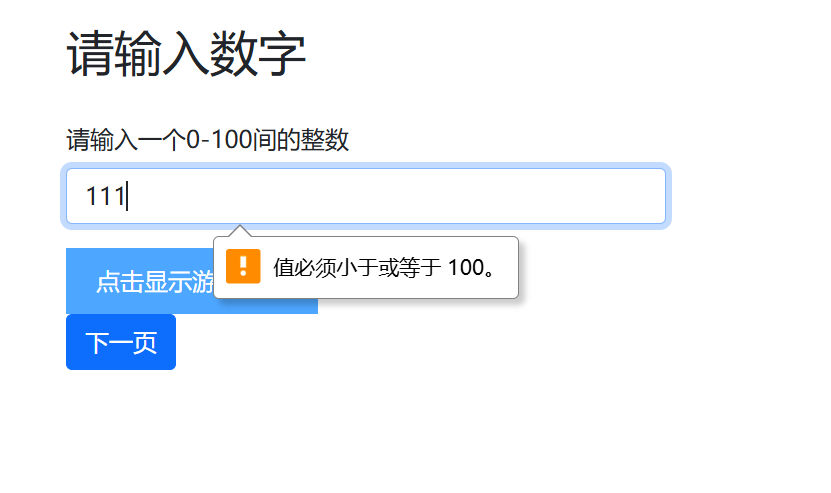 请输入数字
请输入一个0-100间的整数
111
值必须小于或等于 100。
点击显示游
下一页